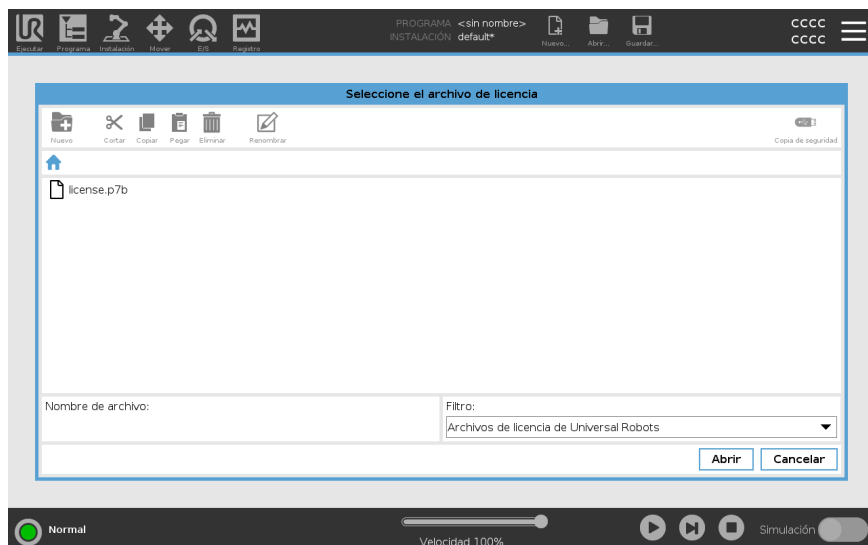 PROGRAMA <sin nombre>
INSTALACIÓN default*
CCCC
CCCC
Ejecutar Programa Instalación Mover E/S Registro
Nuevo... Abrir... Guardar...
Seleccione el archivo de licencia
Nuevo Cortar Copiar Pegar Eliminar Renombrar Copia de seguridad
license.p7b
Nombre de archivo: Filtro:
Archivos de licencia de Universal Robots
Abrir Cancelar
Normal
Velocidad 100%
Simulación